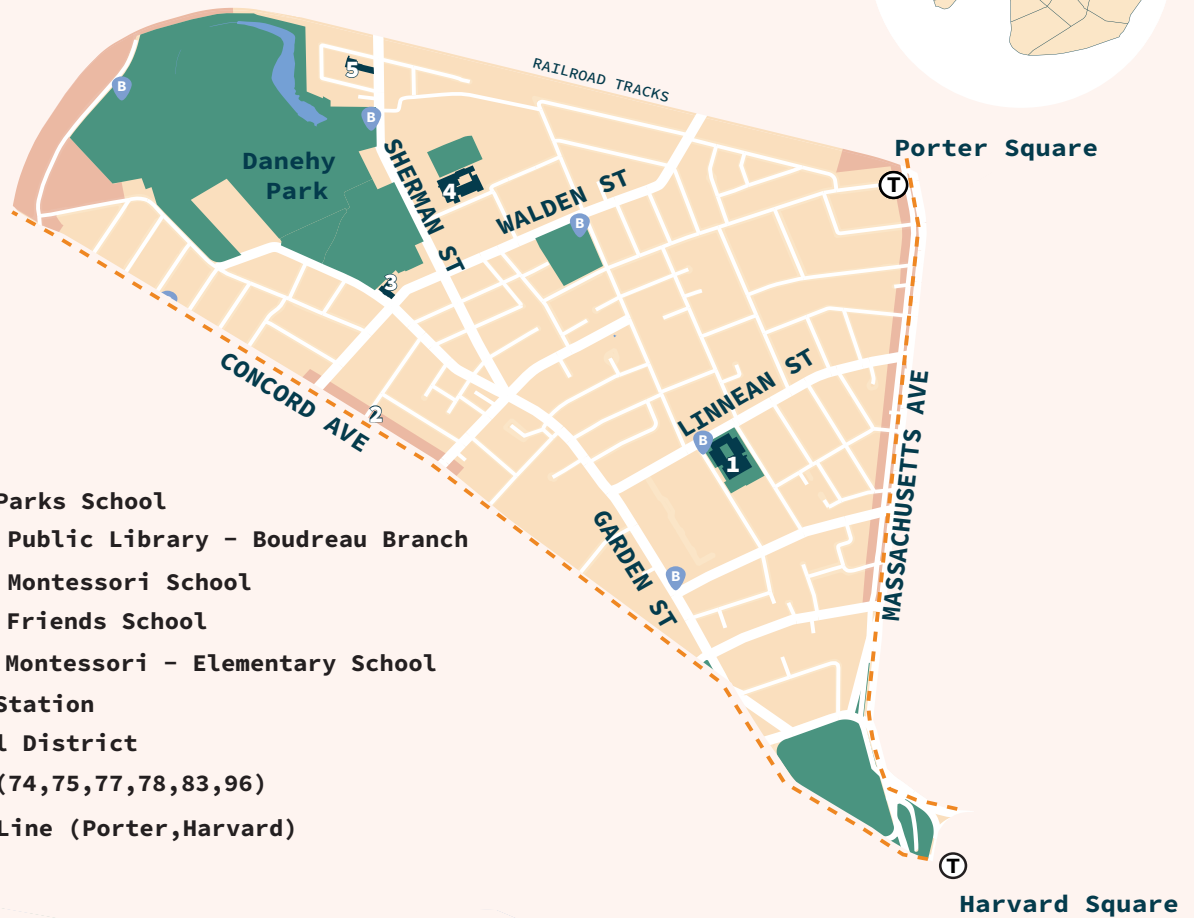 RAILROAD TRACKS
5
B
B
Porter Square
SHERMAN ST
Danehy
Park
T
4
WALDEN ST
B
3
CONCORD AVE
LINNEAN ST
MASSACHUSETTS AVE
2
B
1
Parks School
GARDEN ST
Public Library – Boudreau Branch
Montessori School
B
Friends School
Montessori – Elementary School
Station
l District
(74,75,77,78,83,96)
Line (Porter,Harvard)
T
Harvard Square